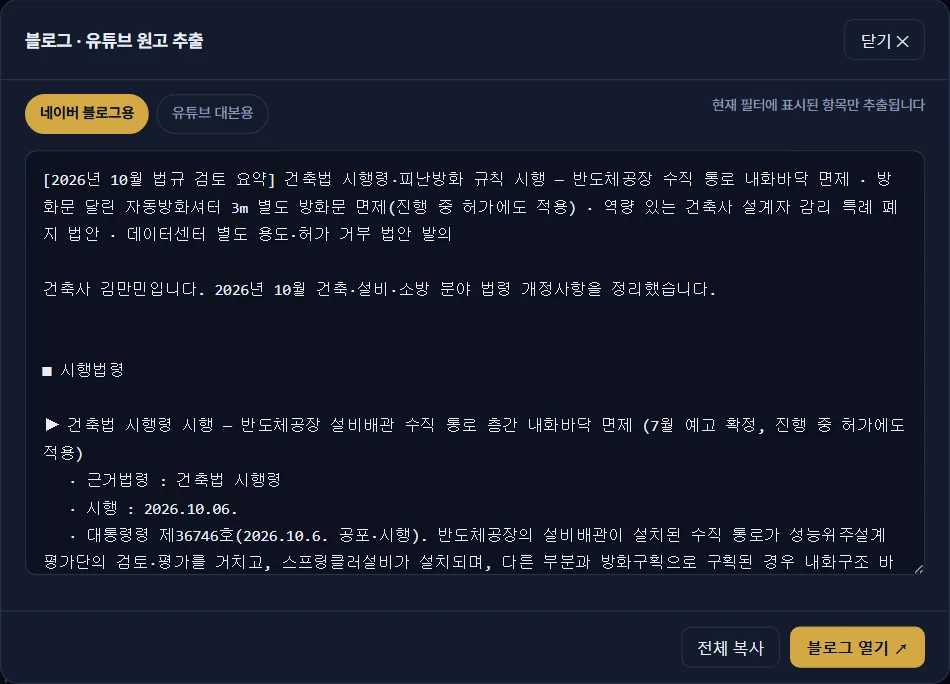 블로그 · 유튜브 원고 추출
닫기 ✕
네이버 블로그용
유튜브 대본용
현재 필터에 표시된 항목만 추출됩니다
[2026년 10월 법규 검토 요약] 건축법 시행령·피난방화 규칙 시행 — 반도체공장 수직 통로 내화바닥 면제 · 방
화문 달린 자동방화셔터 3m 별도 방화문 면제(진행 중 허가에도 적용) · 역량 있는 건축사 설계자 감리 특례 폐
지 법안 · 데이터센터 별도 용도·허가 거부 법안 발의
건축사 김만민입니다. 2026년 10월 건축·설비·소방 분야 법령 개정사항을 정리했습니다.
■ 시행법령
▶ 건축법 시행령 시행 — 반도체공장 설비배관 수직 통로 층간 내화바닥 면제 (7월 예고 확정, 진행 중 허가에도
적용)
· 근거법령 : 건축법 시행령
· 시행 : 2026.10.06.
· 대통령령 제36746호(2026.10.6. 공포·시행). 반도체공장의 설비배관이 설치된 수직 통로가 성능위주설계
평가단의 검토·평가를 거치고, 스프링클러설비가 설치되며, 다른 부분과 방화구획으로 구획된 경우 내화구조 바
전체 복사
블로그 열기 ↗